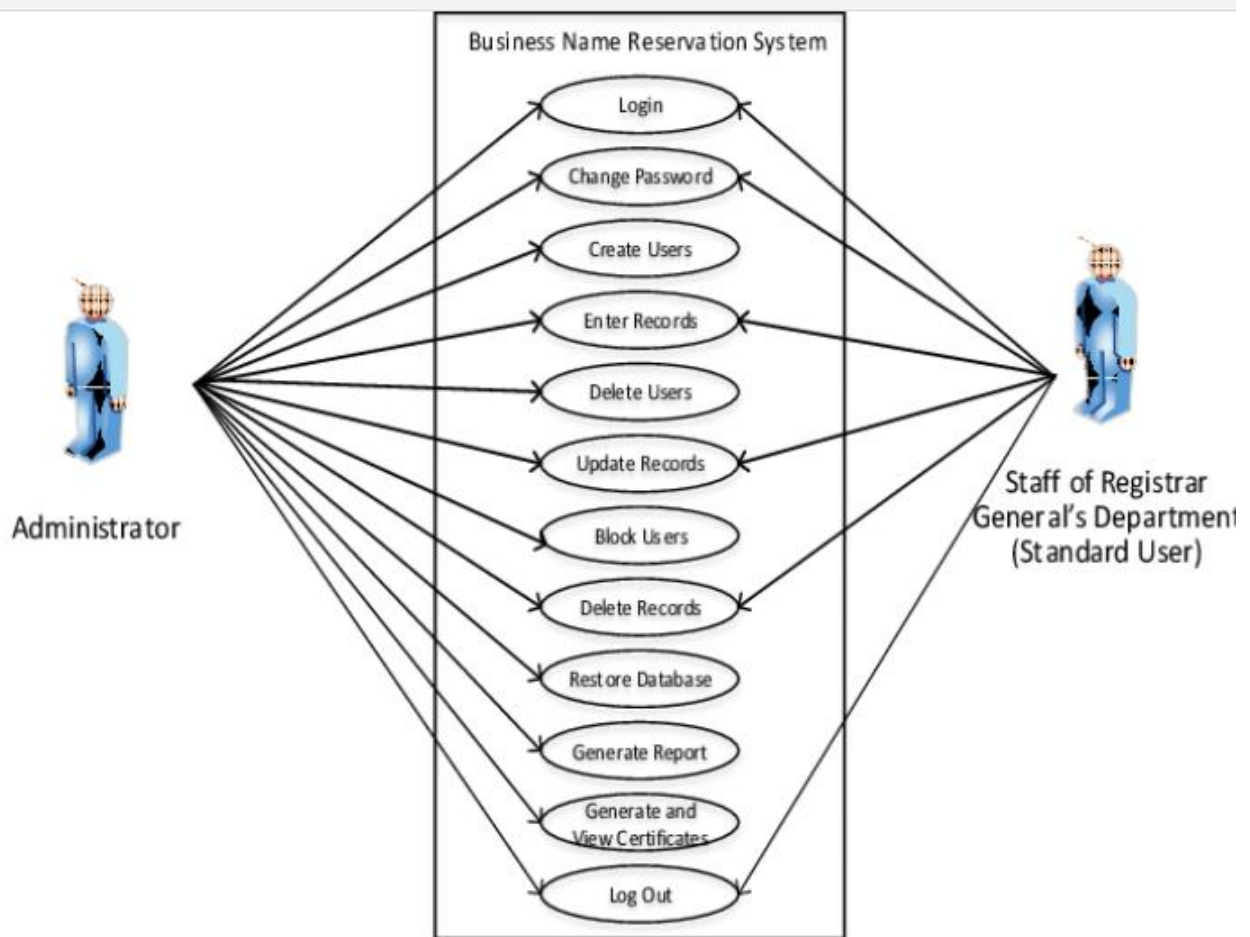 Business Name Reservation System
Login
Change Password
Create Users
Enter Records
Delete Users
Update Records
Block Users
Delete Records
Restore Database
Generate Report
Generate and
View Certificates
Log Out
Administrator
Staff of Registrar
General's Department
(Standard User)